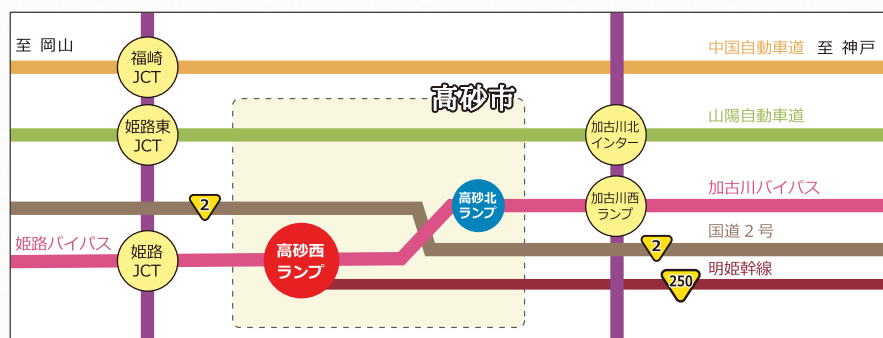 至 岡山
福崎
JCT
中国自動車道 至 神戸
高砂市
姫路東
JCT
加古川北
インター
山陽自動車道
2
高砂北
ランプ
加古川西
ランプ
加古川バイパス
姫路バイパス
姫路
JCT
高砂西
ランプ
国道2号
2
明姫幹線
250